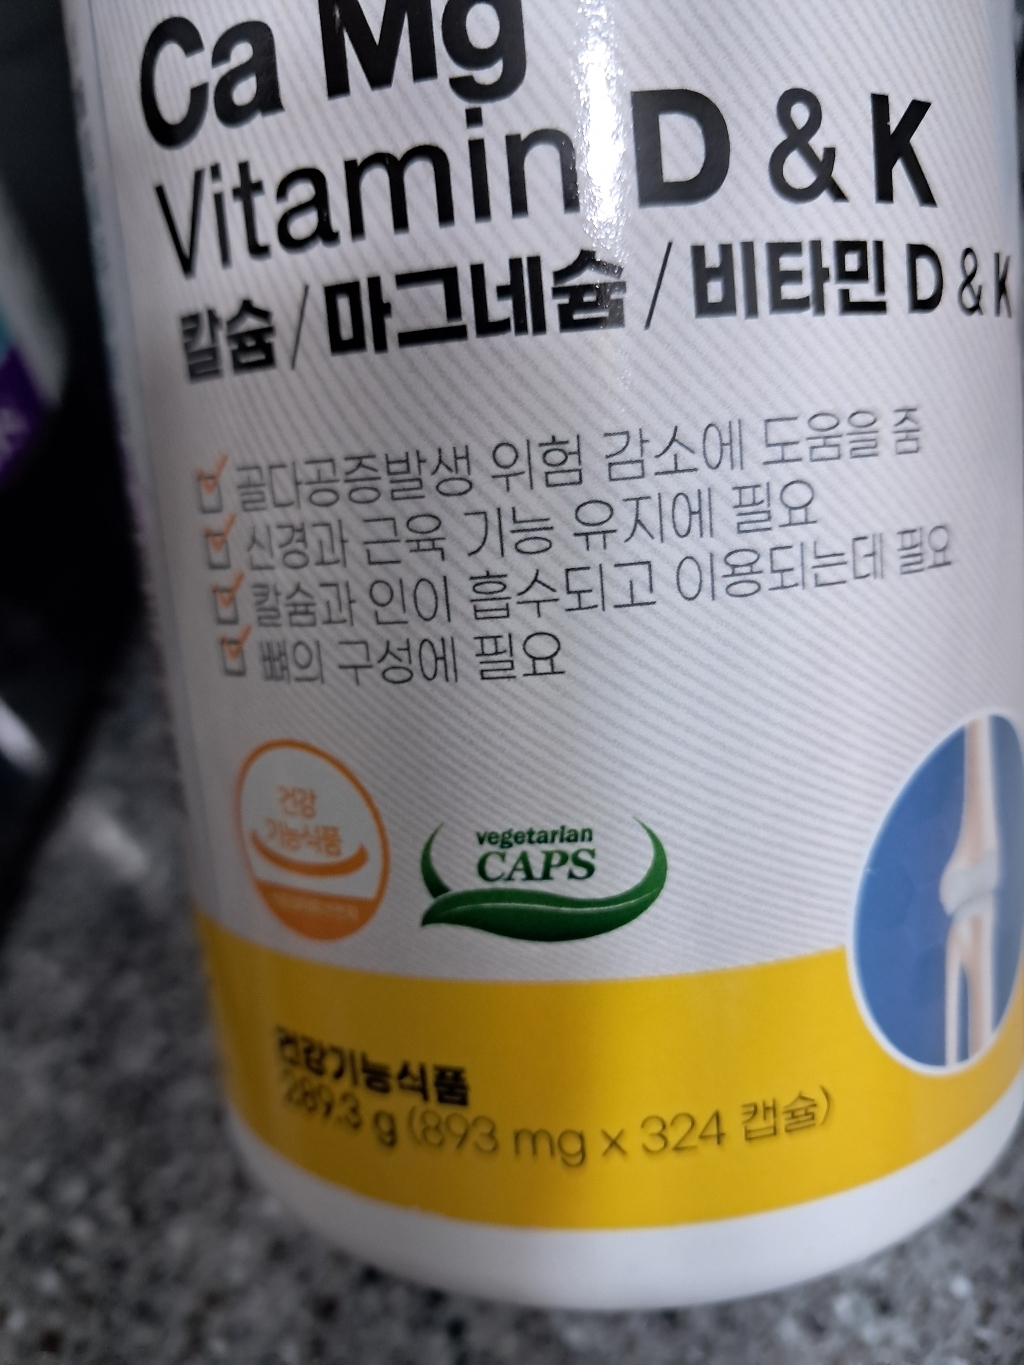 Ca Mg
Vitamin D & K
칼슘 / 마그네슘 / 비타민 D & K
골다공증발생 위험 감소에 도움을 줌
신경과 근육 기능 유지에 필요
칼슘과 인이 흡수되고 이용되는데 필요
뼈의 구성에 필요
건강
기능식품
vegetarian
CAPS
건강기능식품
289.3 g (893 mg x 324 캡슐)